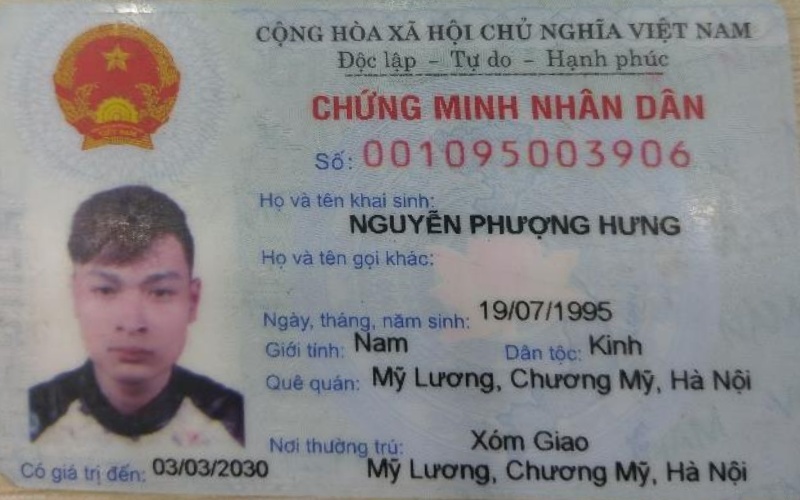 CỘNG HÒA XÃ HỘI CHỦ NGHĨA VIỆT NAM
Độc lập - Tự do - Hạnh phúc
CHỨNG MINH NHÂN DÂN
Số: 001095003906
Họ và tên khai sinh:
NGUYỄN PHƯỢNG HƯNG
Họ và tên gọi khác:
Ngày, tháng, năm sinh: 19/07/1995
Giới tính: Nam Dân tộc: Kinh
Quê quán: Mỹ Lương, Chương Mỹ, Hà Nội
Nơi thường trú: Xóm Giao
Mỹ Lương, Chương Mỹ, Hà Nội
Có giá trị đến: 03/03/2030